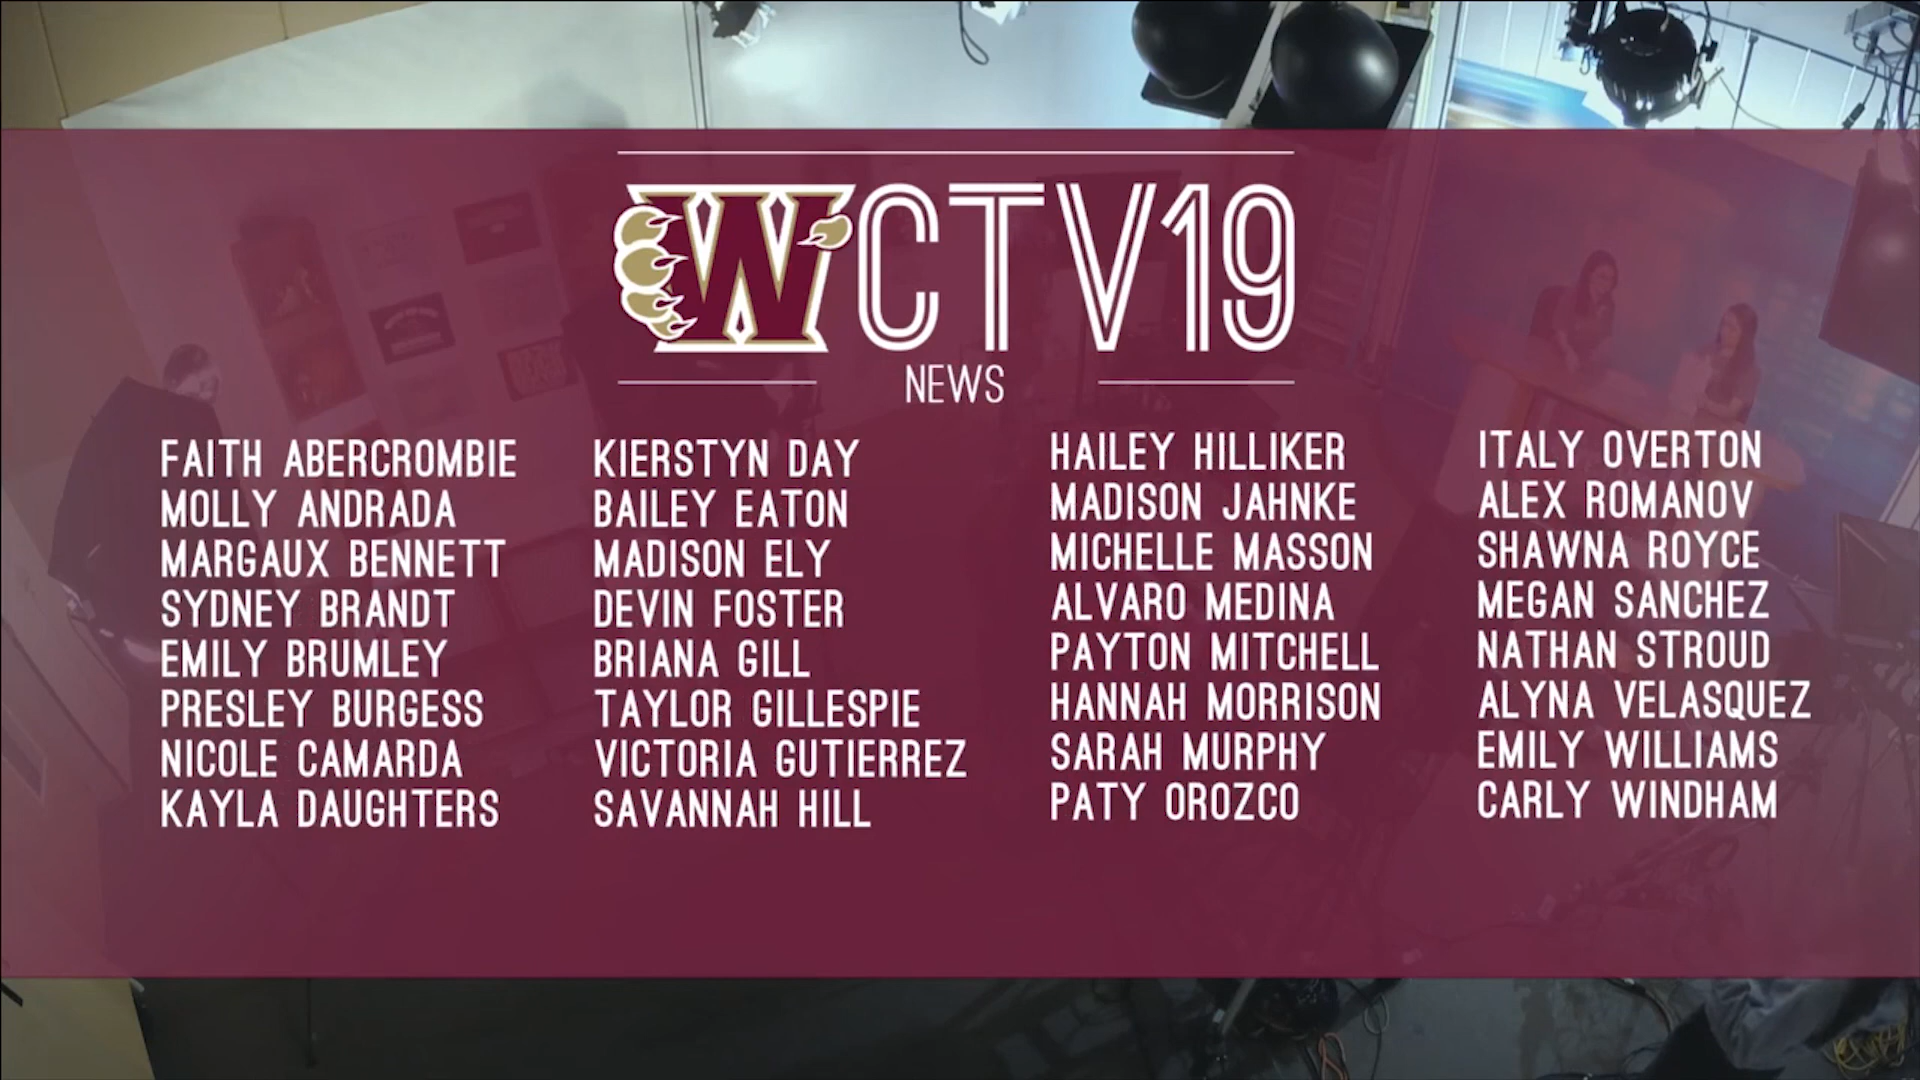 WCTV19
NEWS
FAITH ABERCROMBIE
MOLLY ANDRADA
MARGAUX BENNETT
SYDNEY BRANDT
EMILY BRUMLEY
PRESLEY BURGESS
NICOLE CAMARDA
KAYLA DAUGHTERS
KIERSTYN DAY
BAILEY EATON
MADISON ELY
DEVIN FOSTER
BRIANA GILL
TAYLOR GILLESPIE
VICTORIA GUTIERREZ
SAVANNAH HILL
HAILEY HILLIKER
MADISON JAHNKE
MICHELLE MASSON
ALVARO MEDINA
PAYTON MITCHELL
HANNAH MORRISON
SARAH MURPHY
PATY OROZCO
ITALY OVERTON
ALEX ROMANOV
SHAWNA ROYCE
MEGAN SANCHEZ
NATHAN STROUD
ALYNA VELASQUEZ
EMILY WILLIAMS
CARLY WINDHAM